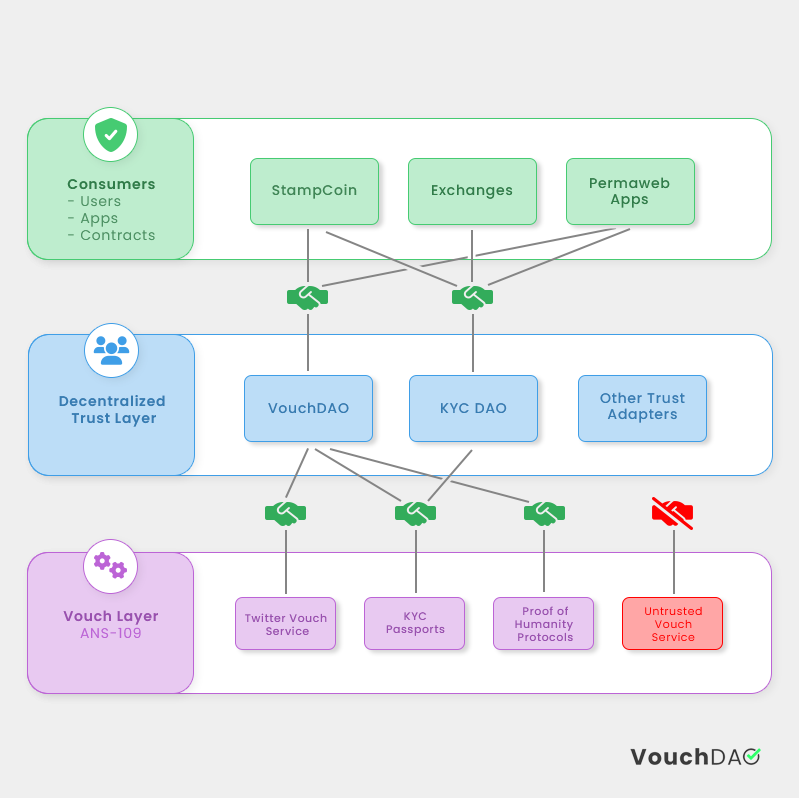 Consumers
- Users
- Apps
- Contracts
StampCoin
Exchanges
Permaweb
Apps
Decentralized
Trust Layer
VouchDAO
KYC DAO
Other Trust
Adapters
Vouch Layer
ANS-109
Twitter Vouch
Service
KYC
Passports
Proof of
Humanity
Protocols
Untrusted
Vouch
Service
VouchDAO